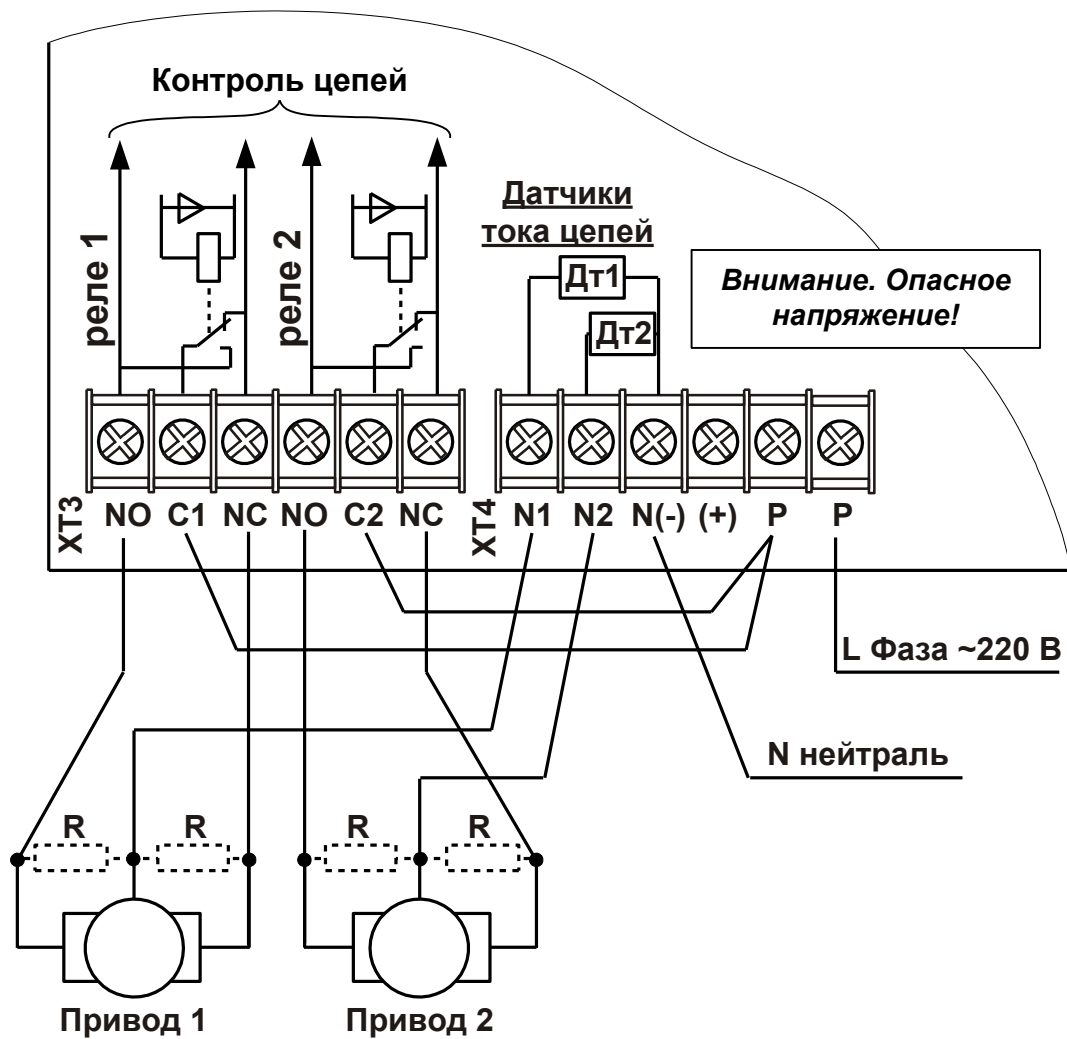 Контроль цепей
реле 1
реле 2
Датчики
тока цепей
Дт1
Дт2
Внимание. Опасное
напряжение!
XT3
NO C1 NC NO C2 NC
XT4
N1 N2 N(-) (+) P P
L Фаза ~220 В
N нейтраль
R R R R
Привод 1
Привод 2